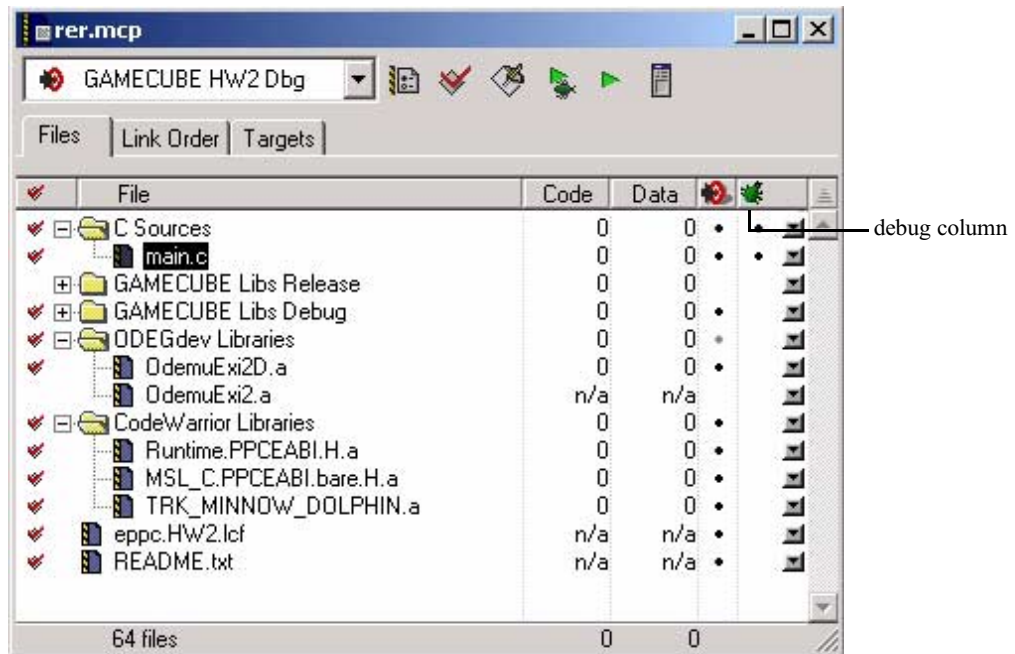 rer.mcp
GAMECUBE HW2 Dbg
Files Link Order Targets
File Code Data
C Sources 0 0
debug column
main.c 0 0
GAMECUBE Libs Release 0 0
GAMECUBE Libs Debug 0 0
ODEGdev Libraries 0 0
OdemuExi2D.a 0 0
OdemuExi2.a n/a n/a
CodeWarrior Libraries 0 0
Runtime.PPCEABI.H.a 0 0
MSL_C.PPCEABI.bare.H.a 0 0
TRK_MINNOW_DOLPHIN.a 0 0
eppc.HW2.lcf n/a n/a
README.txt n/a n/a
64 files 0 0